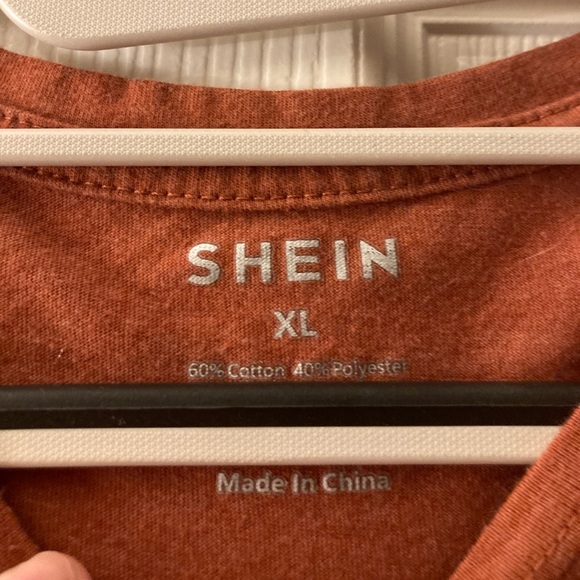 SHEIN
XL
60% Cotton 40% Polyester
Made In China